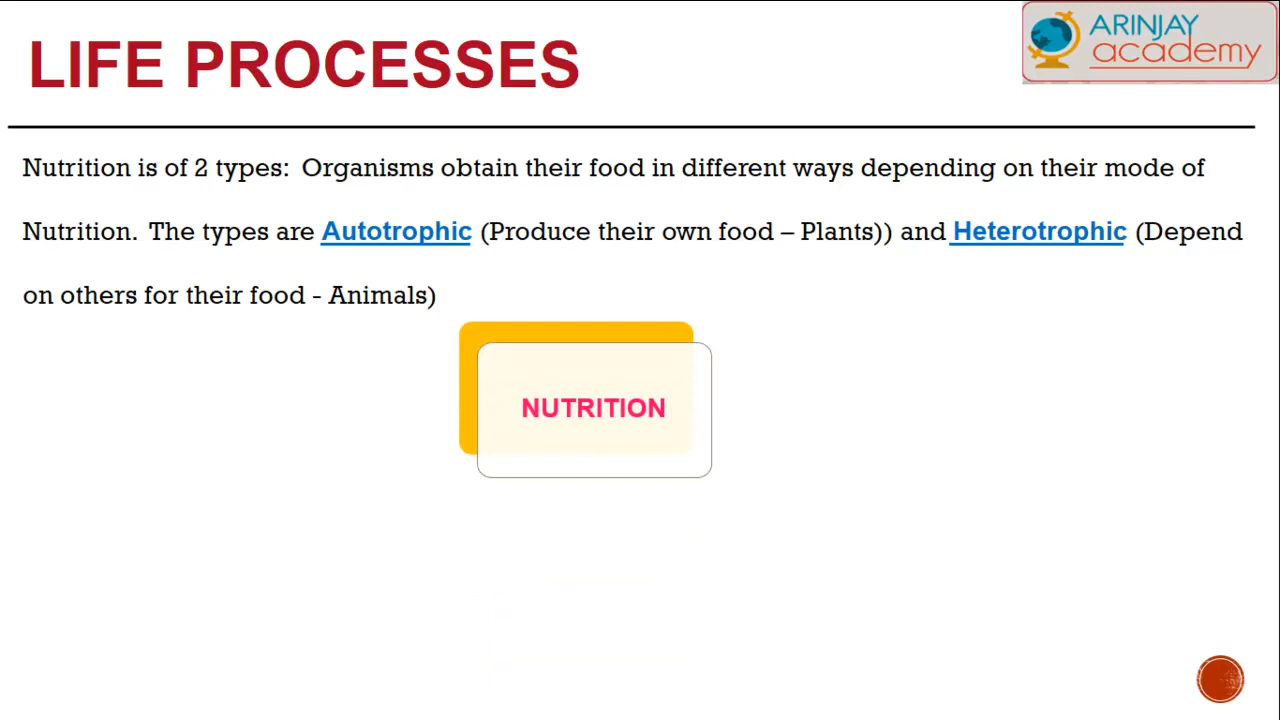 LIFE PROCESSES
ARINJAY
academy
Nutrition is of 2 types:  Organisms obtain their food in different ways depending on their mode of
Nutrition.  The types are Autotrophic (Produce their own food – Plants)) and Heterotrophic (Depend
on others for their food - Animals)
NUTRITION